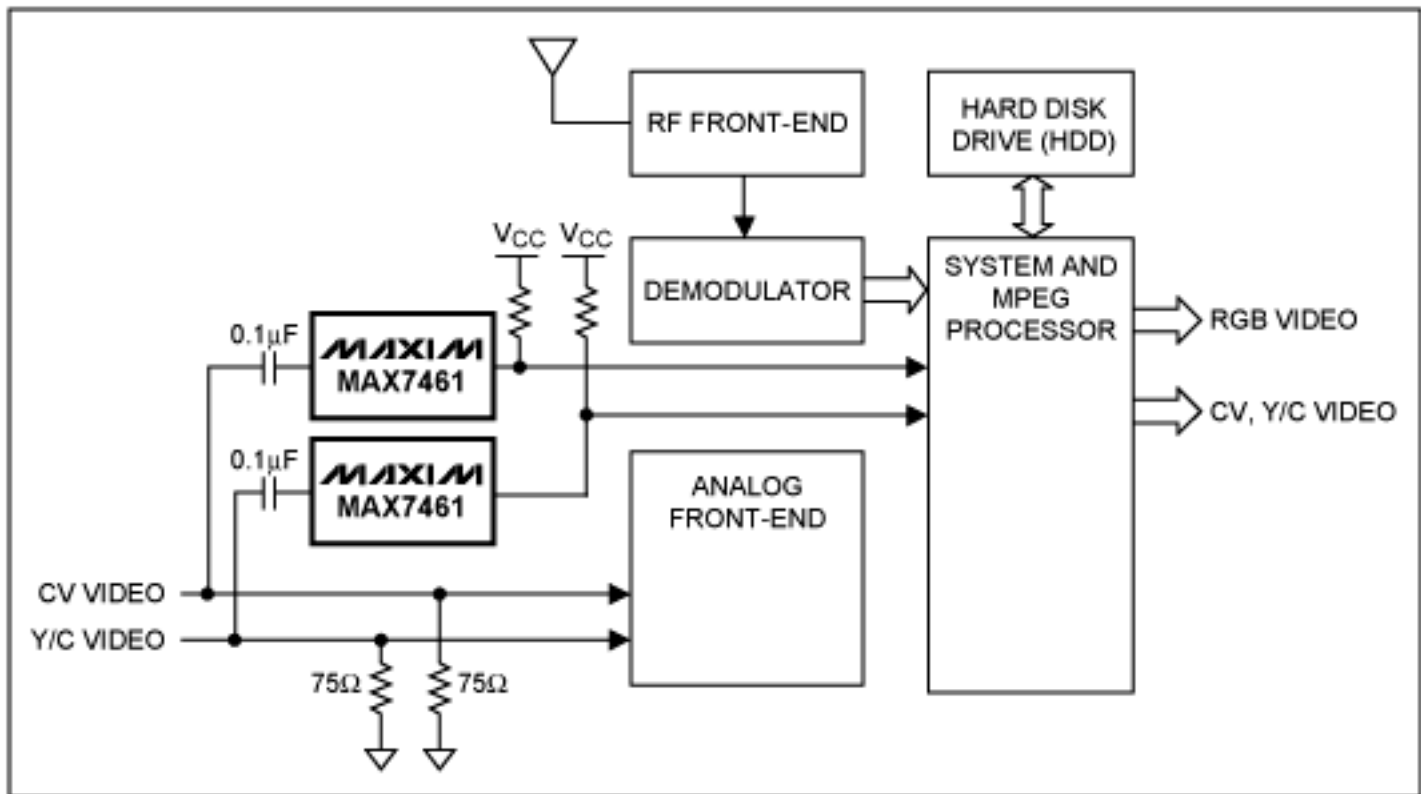 RF FRONT-END
HARD DISK
DRIVE (HDD)
VCC
VCC
DEMODULATOR
SYSTEM AND
MPEG
PROCESSOR
RGB VIDEO
CV, Y/C VIDEO
0.1µF
MAXIM
MAX7461
0.1µF
MAXIM
MAX7461
ANALOG
FRONT-END
CV VIDEO
Y/C VIDEO
75Ω
75Ω